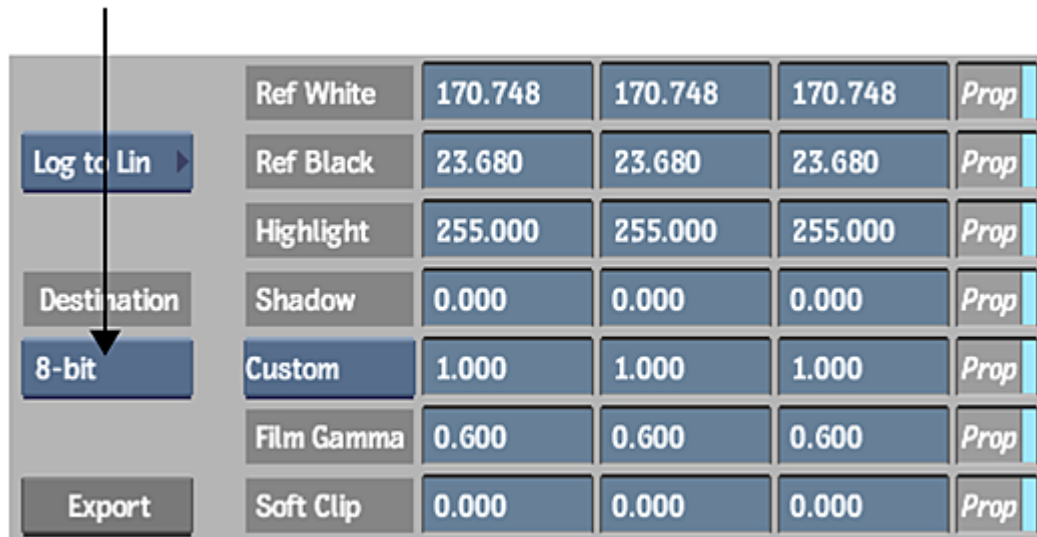 Ref White 170.748 170.748 170.748 Prop
Log to Lin Ref Black 23.680 23.680 23.680 Prop
Highlight 255.000 255.000 255.000 Prop
Destination Shadow 0.000 0.000 0.000 Prop
8-bit Custom 1.000 1.000 1.000 Prop
Film Gamma 0.600 0.600 0.600 Prop
Export Soft Clip 0.000 0.000 0.000 Prop